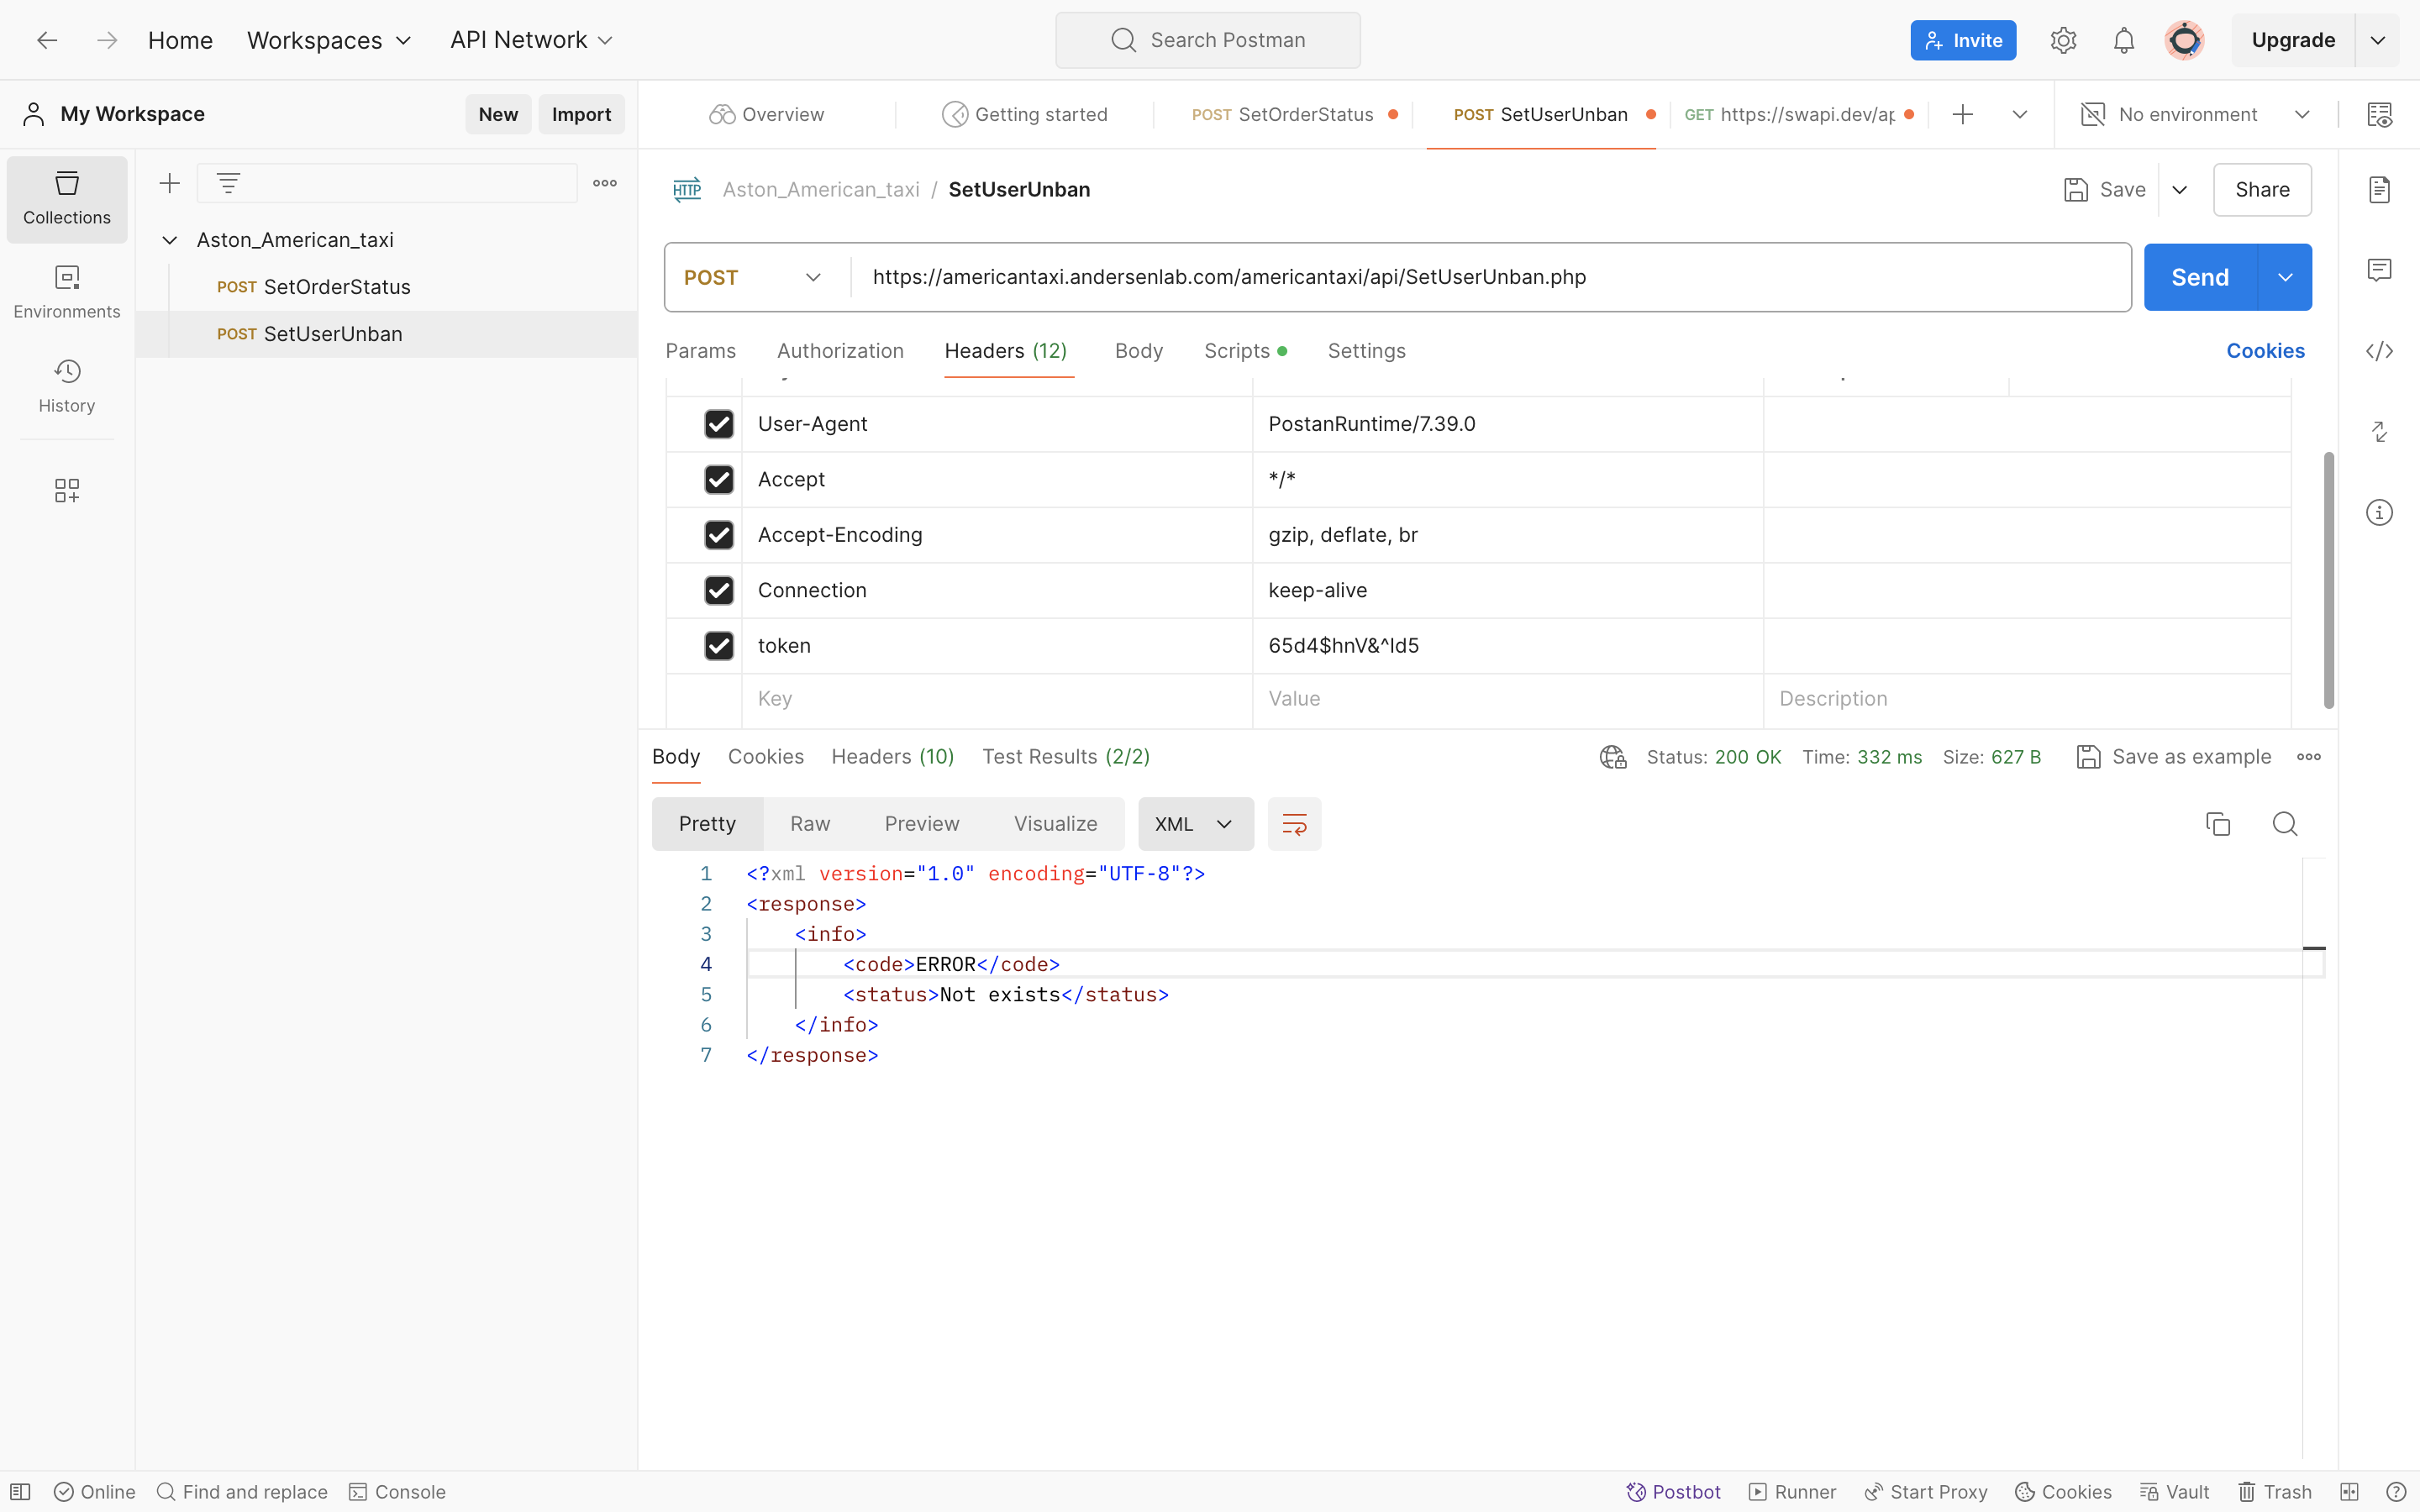 Home Workspaces API Network Search Postman Invite Upgrade
My Workspace New Import
Overview Getting started POST SetOrderStatus POST SetUserUnban GET https://swapi.dev/ap No environment
Collections
Environments
History
Aston_American_taxi
POST SetOrderStatus
POST SetUserUnban
HTTP Aston_American_taxi / SetUserUnban Save Share
POST https://americantaxi.andersenlab.com/americantaxi/api/SetUserUnban.php Send
Params Authorization Headers (12) Body Scripts Settings Cookies
User-Agent PostanRuntime/7.39.0
Accept */*
Accept-Encoding gzip, deflate, br
Connection keep-alive
token 65d4$hnV&^Id5
Key Value Description
Body Cookies Headers (10) Test Results (2/2) Status: 200 OK Time: 332 ms Size: 627 B Save as example
Pretty Raw Preview Visualize XML
1 <?xml version="1.0" encoding="UTF-8"?>
2 <response>
3 <info>
4 <code>ERROR</code>
5 <status>Not exists</status>
6 </info>
7 </response>
Online Find and replace Console Postbot Runner Start Proxy Cookies Vault Trash